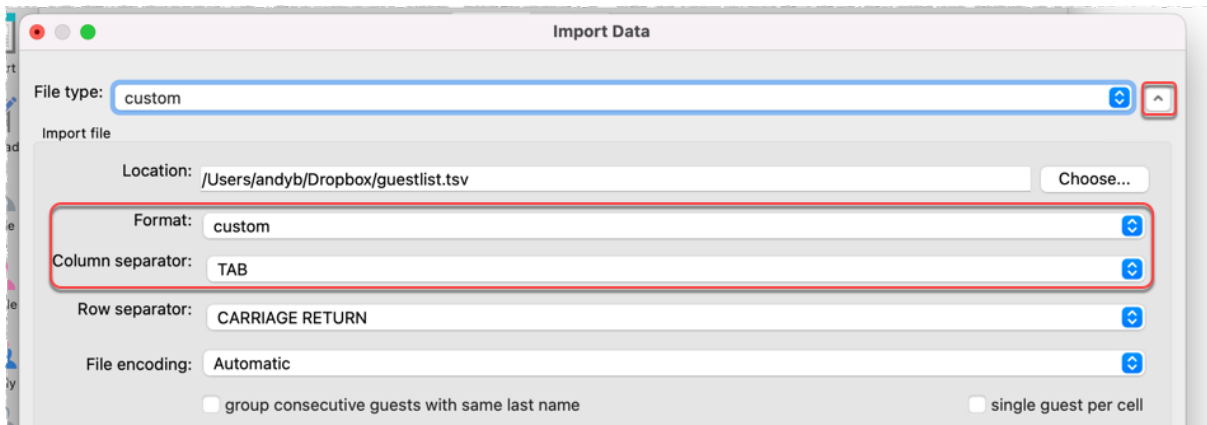 Import Data
File type: custom
Import file
Location: /Users/andyb/Dropbox/guestlist.tsv Choose...
Format: custom
Column separator: TAB
Row separator: CARRIAGE RETURN
File encoding: Automatic
group consecutive guests with same last name single guest per cell